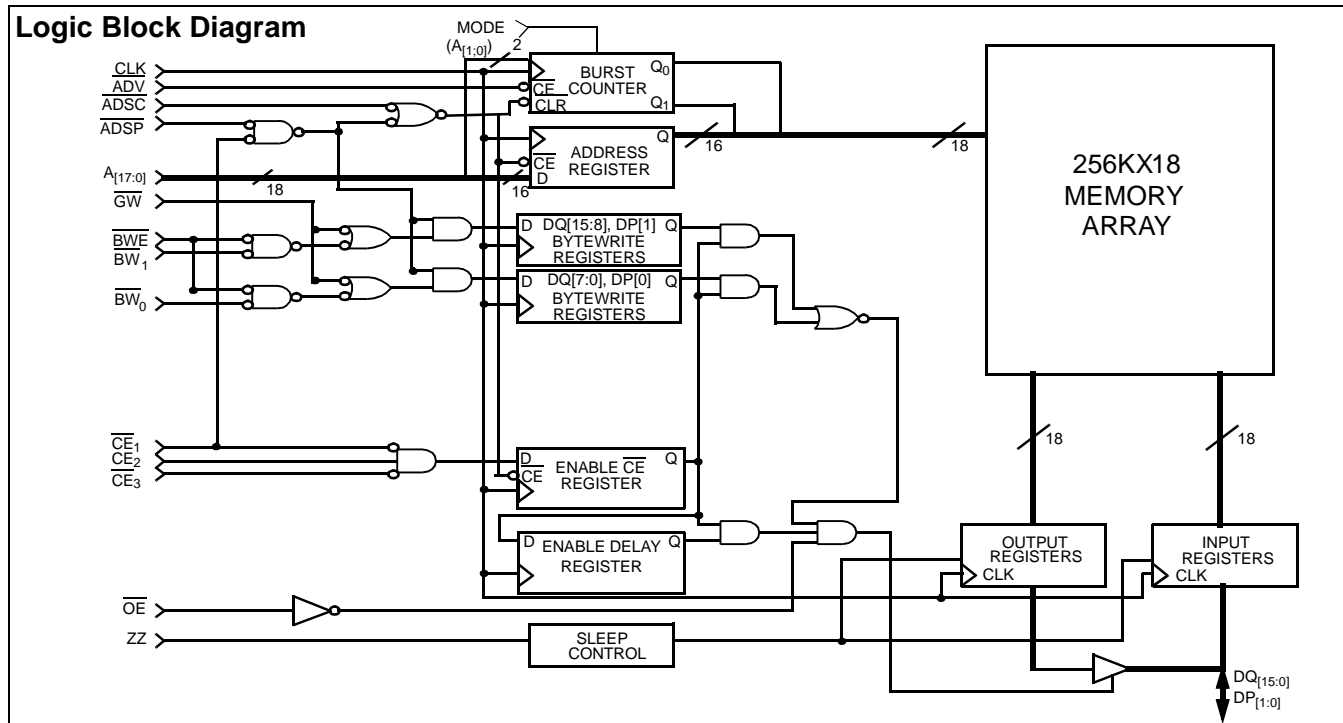 Logic Block Diagram
MODE
(A[1;0]) 2
CLK
ADV
ADSC
ADSP
A[17:0]
18
GW
BWE
BW1
BW0
CE1
CE2
CE3
OE
ZZ
BURST
COUNTER
CE
CLR
Q0
Q1
ADDRESS
REGISTER
CE
D
Q
16
16
18
D DQ[15:8], DP[1] Q
BYTEWRITE
REGISTERS
D DQ[7:0], DP[0] Q
BYTEWRITE
REGISTERS
D ENABLE CE Q
CE REGISTER
D ENABLE DELAY Q
REGISTER
SLEEP
CONTROL
256KX18
MEMORY
ARRAY
18
18
OUTPUT
REGISTERS
CLK
INPUT
REGISTERS
CLK
DQ[15:0]
DP[1:0]